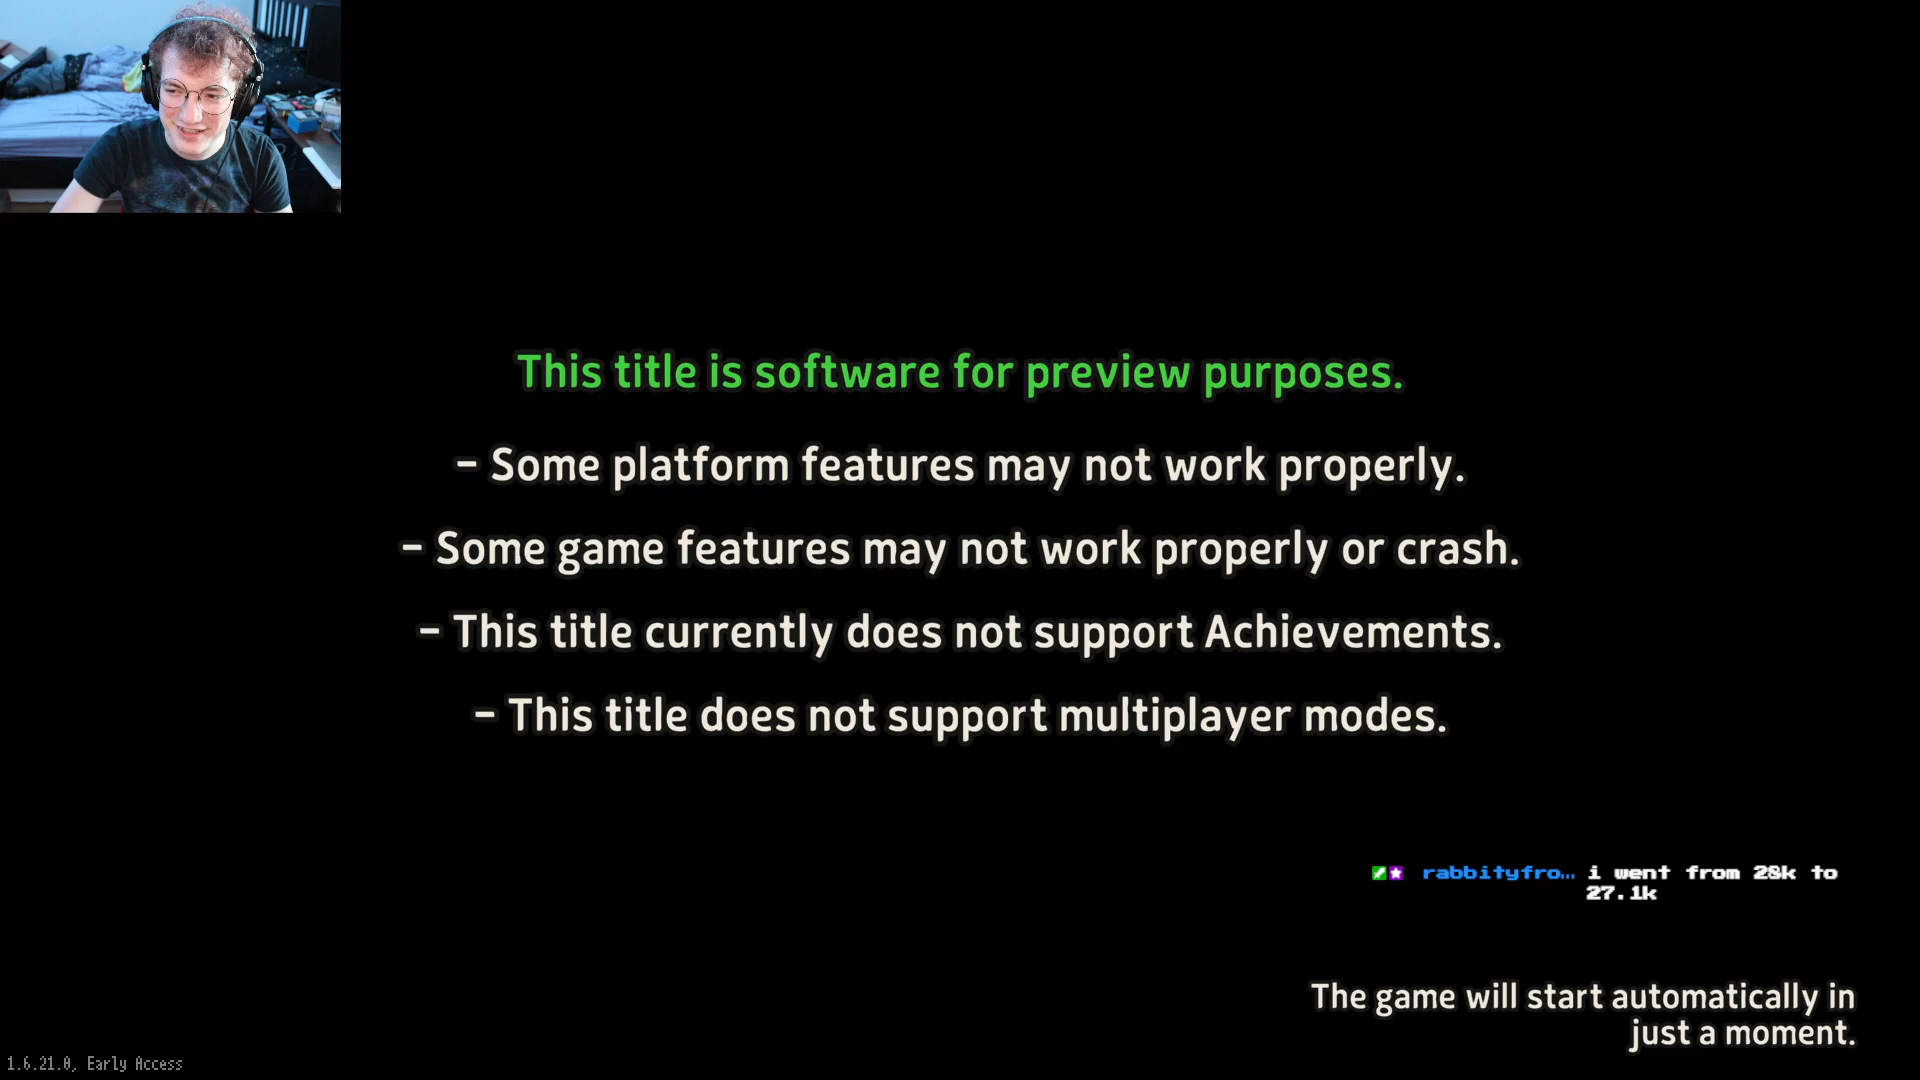 This title is software for preview purposes.
- Some platform features may not work properly.
- Some game features may not work properly or crash.
- This title currently does not support Achievements.
- This title does not support multiplayer modes.
rabbityfro... i went from 28k to
27.1k
The game will start automatically in
just a moment.
1.6.21.0, Early Access